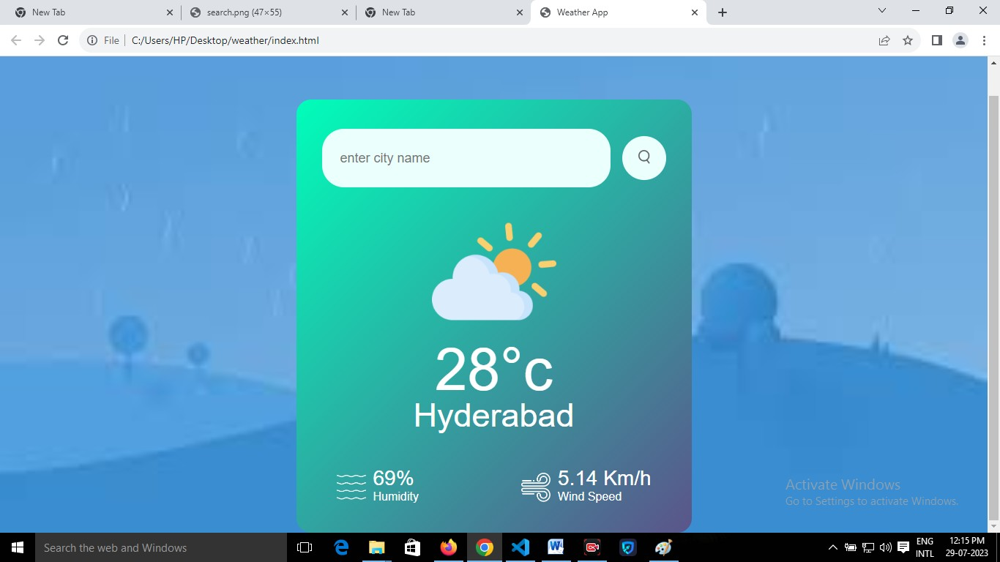 New Tab
search.png (47×55)
New Tab
Weather App
File
C:/Users/HP/Desktop/weather/index.html
enter city name
28°c
Hyderabad
69%
Humidity
5.14 Km/h
Wind Speed
Activate Windows
Go to Settings to activate Windows.
Search the web and Windows
ENG
INTL
12:15 PM
29-07-2023